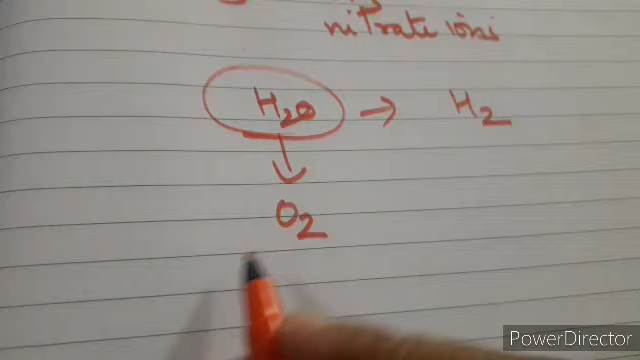 nitrate ions
H2O → H2
↓
O2
PowerDirector